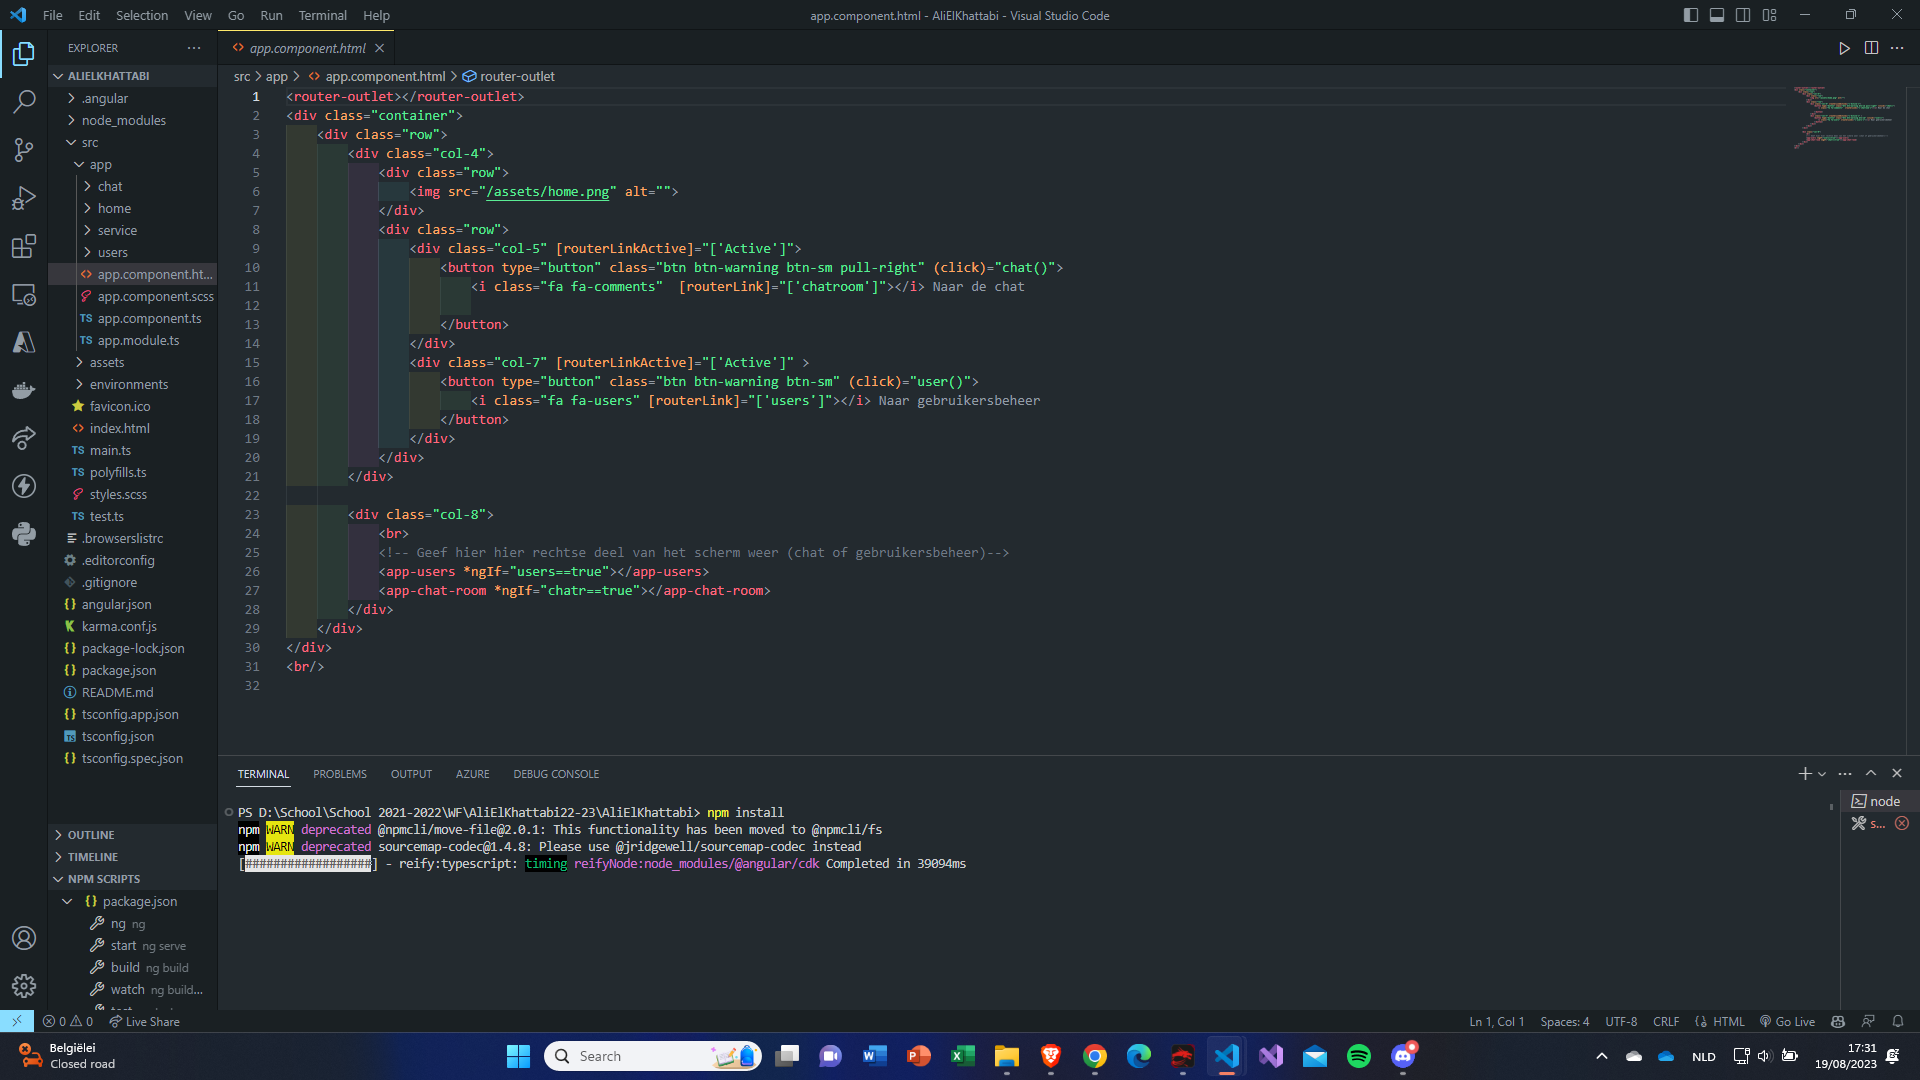 File Edit Selection View Go Run Terminal Help
app.component.html - AliElKhattabi - Visual Studio Code
EXPLORER
ALIELKHATTABI
.angular
node_modules
src
app
chat
home
service
users
app.component.ht...
app.component.scss
app.component.ts
app.module.ts
assets
environments
favicon.ico
index.html
main.ts
polyfills.ts
styles.scss
test.ts
.browserslistrc
.editorconfig
.gitignore
angular.json
karma.conf.js
package-lock.json
package.json
README.md
tsconfig.app.json
tsconfig.json
tsconfig.spec.json
OUTLINE
TIMELINE
NPM SCRIPTS
package.json
ng ng
start ng serve
build ng build
watch ng build...
app.component.html
src > app > app.component.html > router-outlet
1 <router-outlet></router-outlet>
2 <div class="container">
3 <div class="row">
4 <div class="col-4">
5 <div class="row">
6 <img src="/assets/home.png" alt="">
7 </div>
8 <div class="row">
9 <div class="col-5" [routerLinkActive]="['Active']">
10 <button type="button" class="btn btn-warning btn-sm pull-right" (click)="chat()">
11 <i class="fa fa-comments"  [routerLink]="['chatroom']"></i> Naar de chat
12
13 </button>
14 </div>
15 <div class="col-7" [routerLinkActive]="['Active']" >
16 <button type="button" class="btn btn-warning btn-sm" (click)="user()">
17 <i class="fa fa-users" [routerLink]="['users']"></i> Naar gebruikersbeheer
18 </button>
19 </div>
20 </div>
21 </div>
22
23 <div class="col-8">
24 <br>
25 <!-- Geef hier hier rechtse deel van het scherm weer (chat of gebruikersbeheer)-->
26 <app-users *ngIf="users==true"></app-users>
27 <app-chat-room *ngIf="chatr==true"></app-chat-room>
28 </div>
29 </div>
30 </div>
31 <br/>
32
TERMINAL PROBLEMS OUTPUT AZURE DEBUG CONSOLE
PS D:\School\School 2021-2022\WF\AliElKhattabi22-23\AliElKhattabi> npm install
npm WARN deprecated @npmcli/move-file@2.0.1: This functionality has been moved to @npmcli/fs
npm WARN deprecated sourcemap-codec@1.4.8: Please use @jridgewell/sourcemap-codec instead
[##################] - reify:typescript: timing reifyNode:node_modules/@angular/cdk Completed in 39094ms
node
s...
0 0 Live Share
Ln 1, Col 1 Spaces: 4 UTF-8 CRLF HTML Go Live
Belgiëlei
Closed road
Search
NLD
17:31
19/08/2023